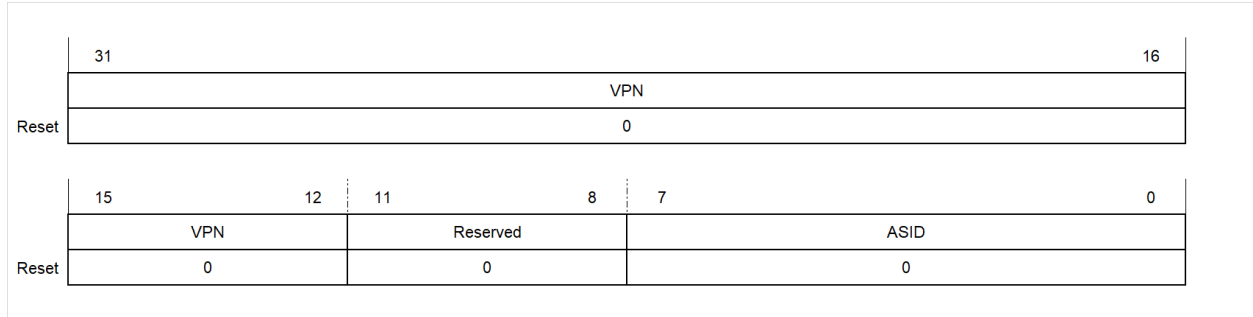 31 16
VPN
Reset 0
15 12 11 8 7 0
VPN Reserved ASID
Reset 0 0 0